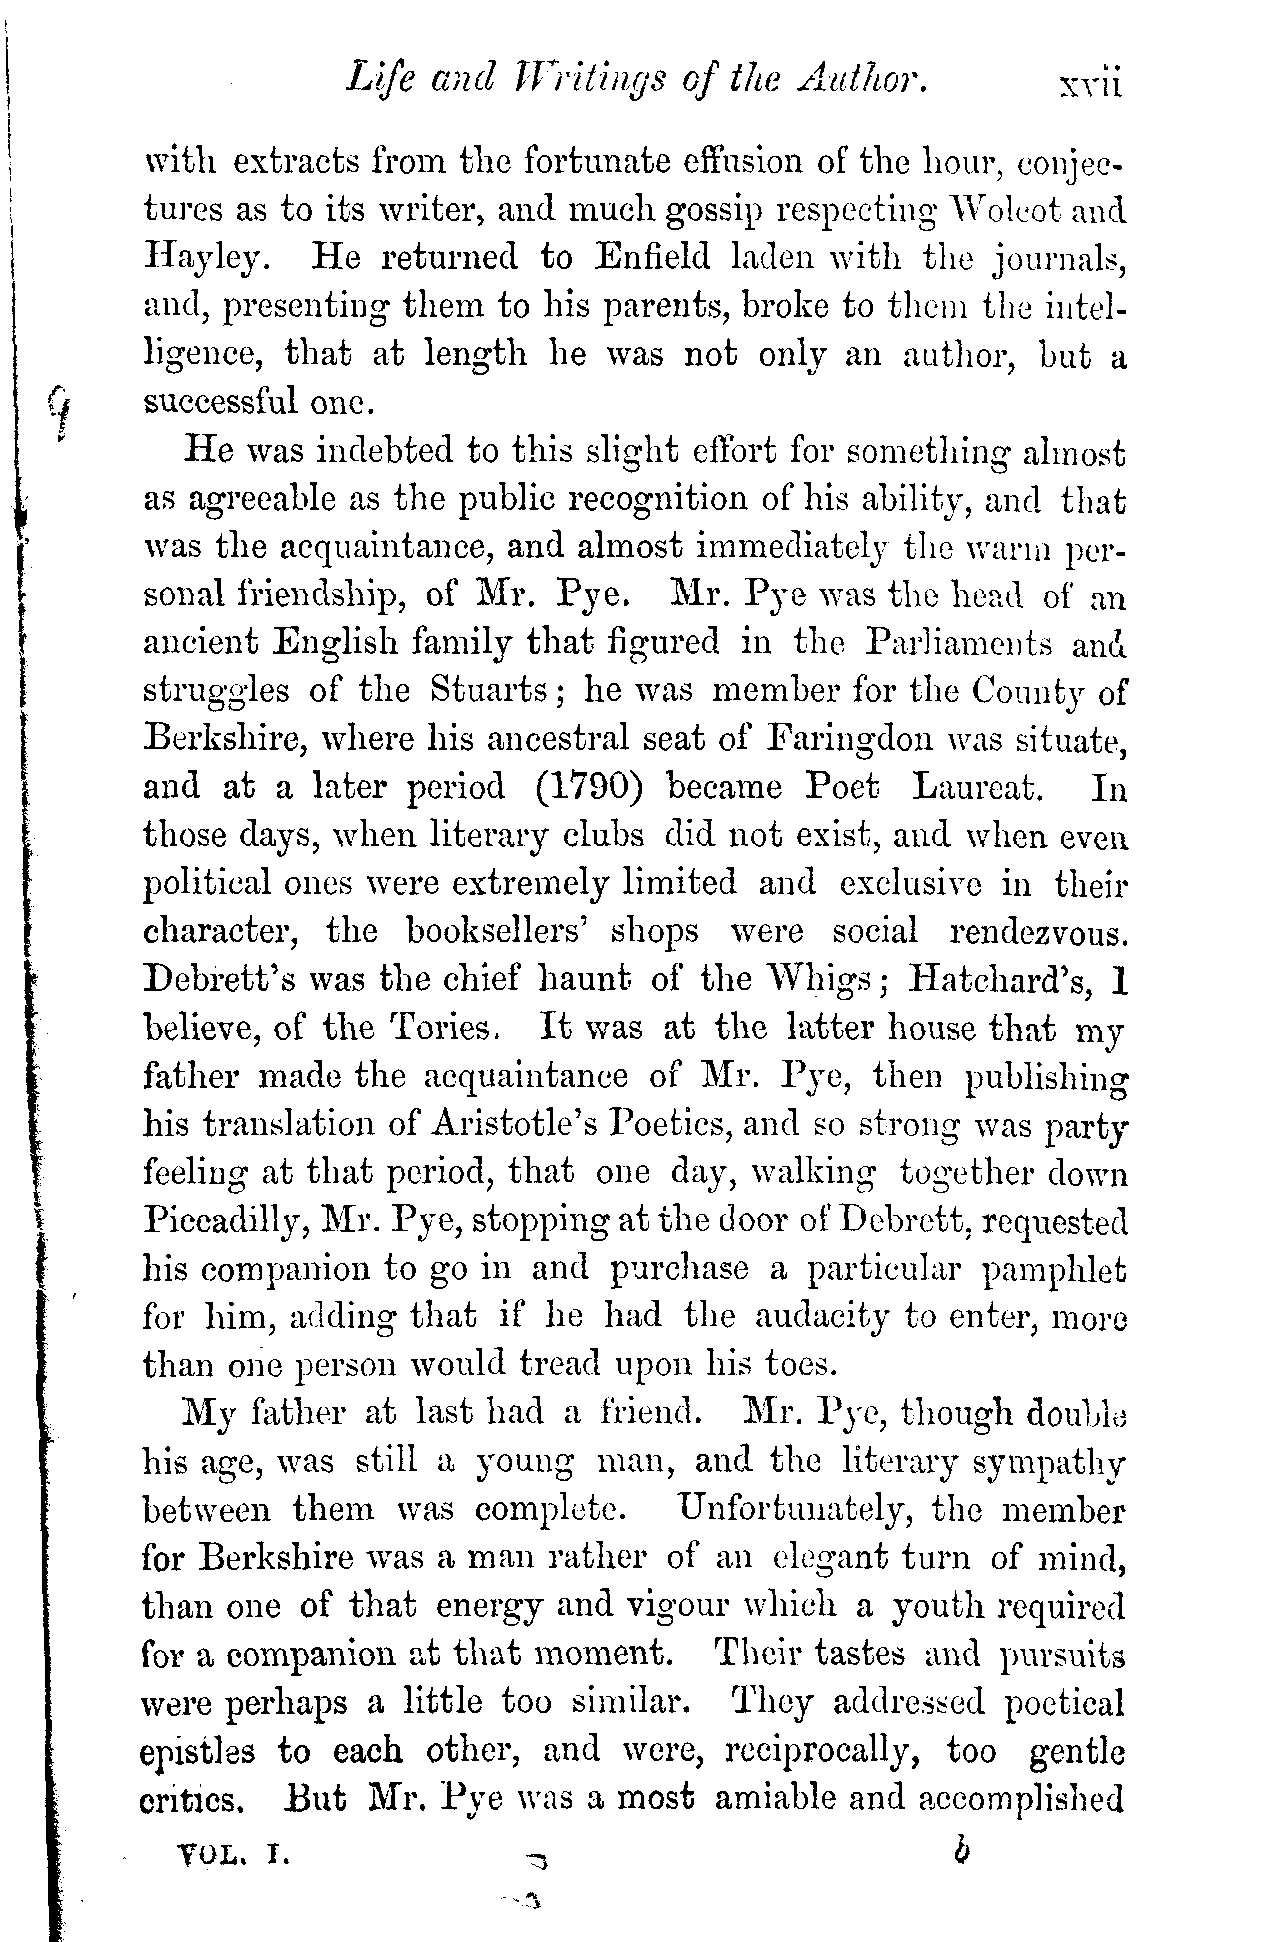 Life and Writings of the Author. xvii
with extracts from the fortunate effusion of the hour, conjec-
tures as to its writer, and much gossip respecting Wolcot and
Hayley. He returned to Enfield laden with the journals,
and, presenting them to his parents, broke to them the intel-
ligence, that at length he was not only an author, but a
successful one.
He was indebted to this slight effort for something almost
as agreeable as the public recognition of his ability, and that
was the acquaintance, and almost immediately the warm per-
sonal friendship, of Mr. Pye. Mr. Pye was the head of an
ancient English family that figured in the Parliaments and
struggles of the Stuarts; he was member for the County of
Berkshire, where his ancestral seat of Faringdon was situate,
and at a later period (1790) became Poet Laureat. In
those days, when literary clubs did not exist, and when even
political ones were extremely limited and exclusive in their
character, the booksellers' shops were social rendezvous.
Debrett's was the chief haunt of the Whigs; Hatchard's, I
believe, of the Tories. It was at the latter house that my
father made the acquaintance of Mr. Pye, then publishing
his translation of Aristotle's Poetics, and so strong was party
feeling at that period, that one day, walking together down
Piccadilly, Mr. Pye, stopping at the door of Debrett, requested
his companion to go in and purchase a particular pamphlet
for him, adding that if he had the audacity to enter, more
than one person would tread upon his toes.
My father at last had a friend. Mr. Pye, though double
his age, was still a young man, and the literary sympathy
between them was complete. Unfortunately, the member
for Berkshire was a man rather of an elegant turn of mind,
than one of that energy and vigour which a youth required
for a companion at that moment. Their tastes and pursuits
were perhaps a little too similar. They addressed poetical
epistles to each other, and were, reciprocally, too gentle
critics. But Mr. Pye was a most amiable and accomplished
VOL. I. b